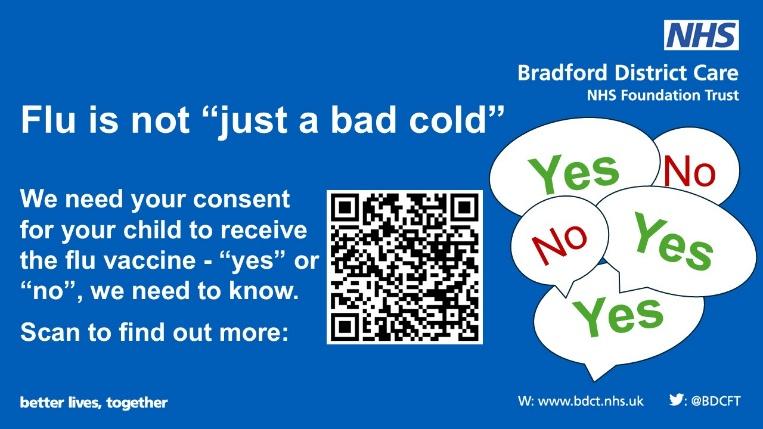 NHS
Bradford District Care
NHS Foundation Trust
Flu is not “just a bad cold”
We need your consent
for your child to receive
the flu vaccine - “yes” or
“no”, we need to know.
Scan to find out more:
Yes
No
No
Yes
Yes
better lives, together
W: www.bdct.nhs.uk
: @BDCFT